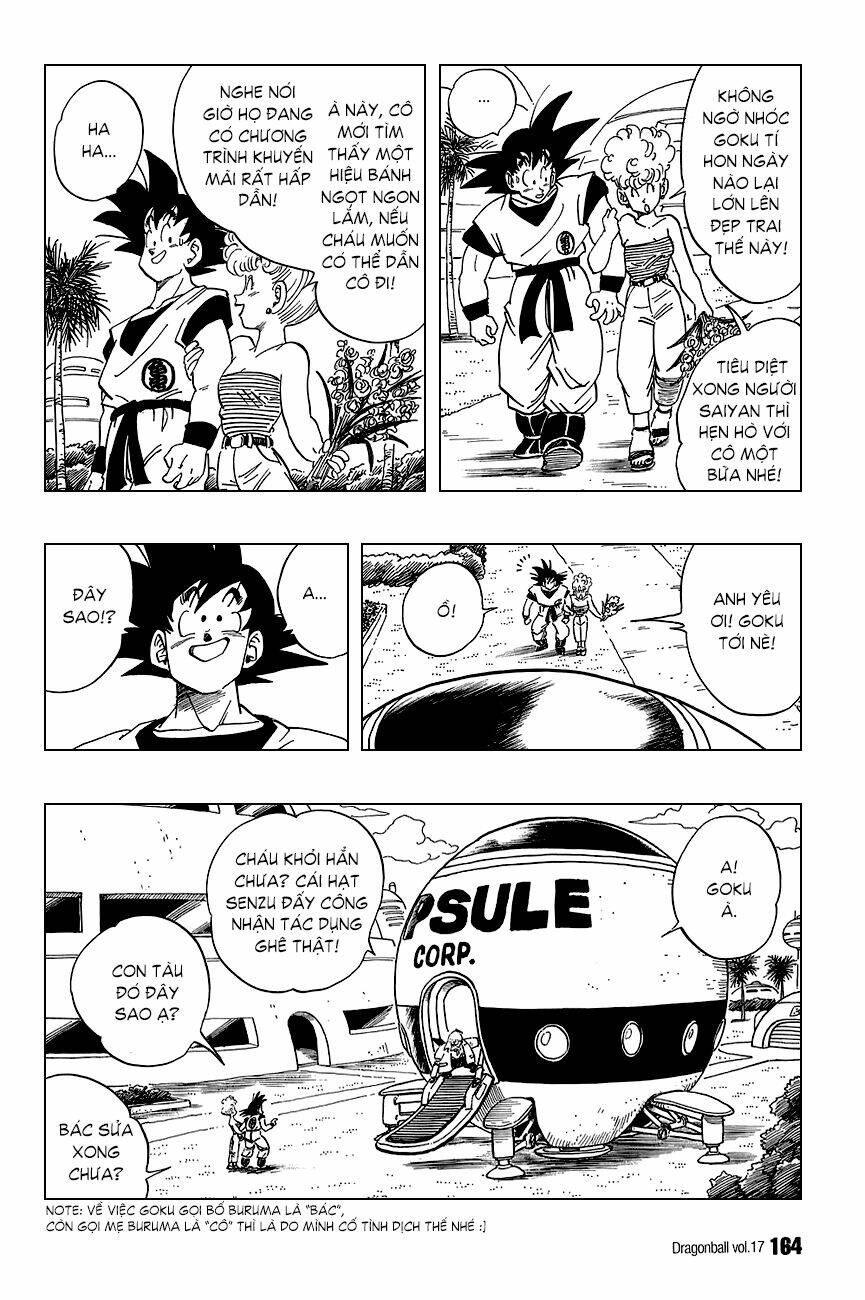 KHÔNG
NGỜ NHÓC
GOKU TÍ
HON NGÀY
NÀO LẠI
LỚN LÊN
ĐẸP TRAI
THẾ NÀY!
...
TIÊU DIỆT
XONG NGƯỜI
SAIYAN THÌ
HẸN HÒ VỚI
CÔ MỘT
BỮA NHÉ!
À NÀY, CÔ
MỚI TÌM
THẤY MỘT
HIỆU BÁNH
NGỌT NGON
LẮM, NẾU
CHÁU MUỐN
CÓ THỂ DẪN
CÔ ĐI!
NGHE NÓI
GIỜ HỌ ĐANG
CÓ CHƯƠNG
TRÌNH KHUYẾN
MÃI RẤT HẤP
DẪN!
HA
HA...
ANH YÊU
ƠI! GOKU
TỚI NÈ!
Ồ!
A...
ĐÂY
SAO!?
A!
GOKU
À.
CHÁU KHỎI HẲN
CHƯA? CÁI HẠT
SENZU ĐẤY CÔNG
NHẬN TÁC DỤNG
GHÊ THẬT!
PSULE
CORP.
CON TÀU
ĐÓ ĐÂY
SAO Ạ?
BÁC SỬA
XONG
CHƯA?
NOTE: VỀ VIỆC GOKU GỌI BỐ BURUMA LÀ "BÁC",
CÒN GỌI MẸ BURUMA LÀ "CÔ" THÌ LÀ DO MÌNH CỐ TÌNH DỊCH THẾ NHÉ :]
Dragonball vol.17 164